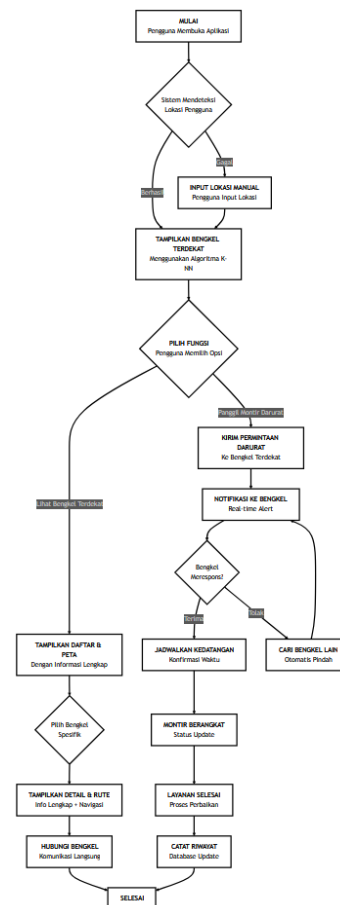 MULAI
Pengguna Membuka Aplikasi
Sistem Mendeteksi
Lokasi Pengguna
Gagal
Berhasil
INPUT LOKASI MANUAL
Pengguna Input Lokasi
TAMPILKAN BENGKEL
TERDEKAT
Menggunakan Algoritma K-
NN
PILIH FUNGSI
Pengguna Memilih Opsi
Panggil Montir Darurat
KIRIM PERMINTAAN
DARURAT
Ke Bengkel Terdekat
Lihat Bengkel Terdekat
NOTIFIKASI KE BENGKEL
Real-time Alert
Bengkel
Merespons?
Terima
Tolak
TAMPILKAN DAFTAR &
PETA
Dengan Informasi Lengkap
JADWALKAN KEDATANGAN
Konfirmasi Waktu
CARI BENGKEL LAIN
Otomatis Pindah
Pilih Bengkel
Spesifik
MONTIR BERANGKAT
Status Update
TAMPILKAN DETAIL & RUTE
Info Lengkap + Navigasi
LAYANAN SELESAI
Proses Perbaikan
HUBUNGI BENGKEL
Komunikasi Langsung
CATAT RIWAYAT
Database Update
SELESAI